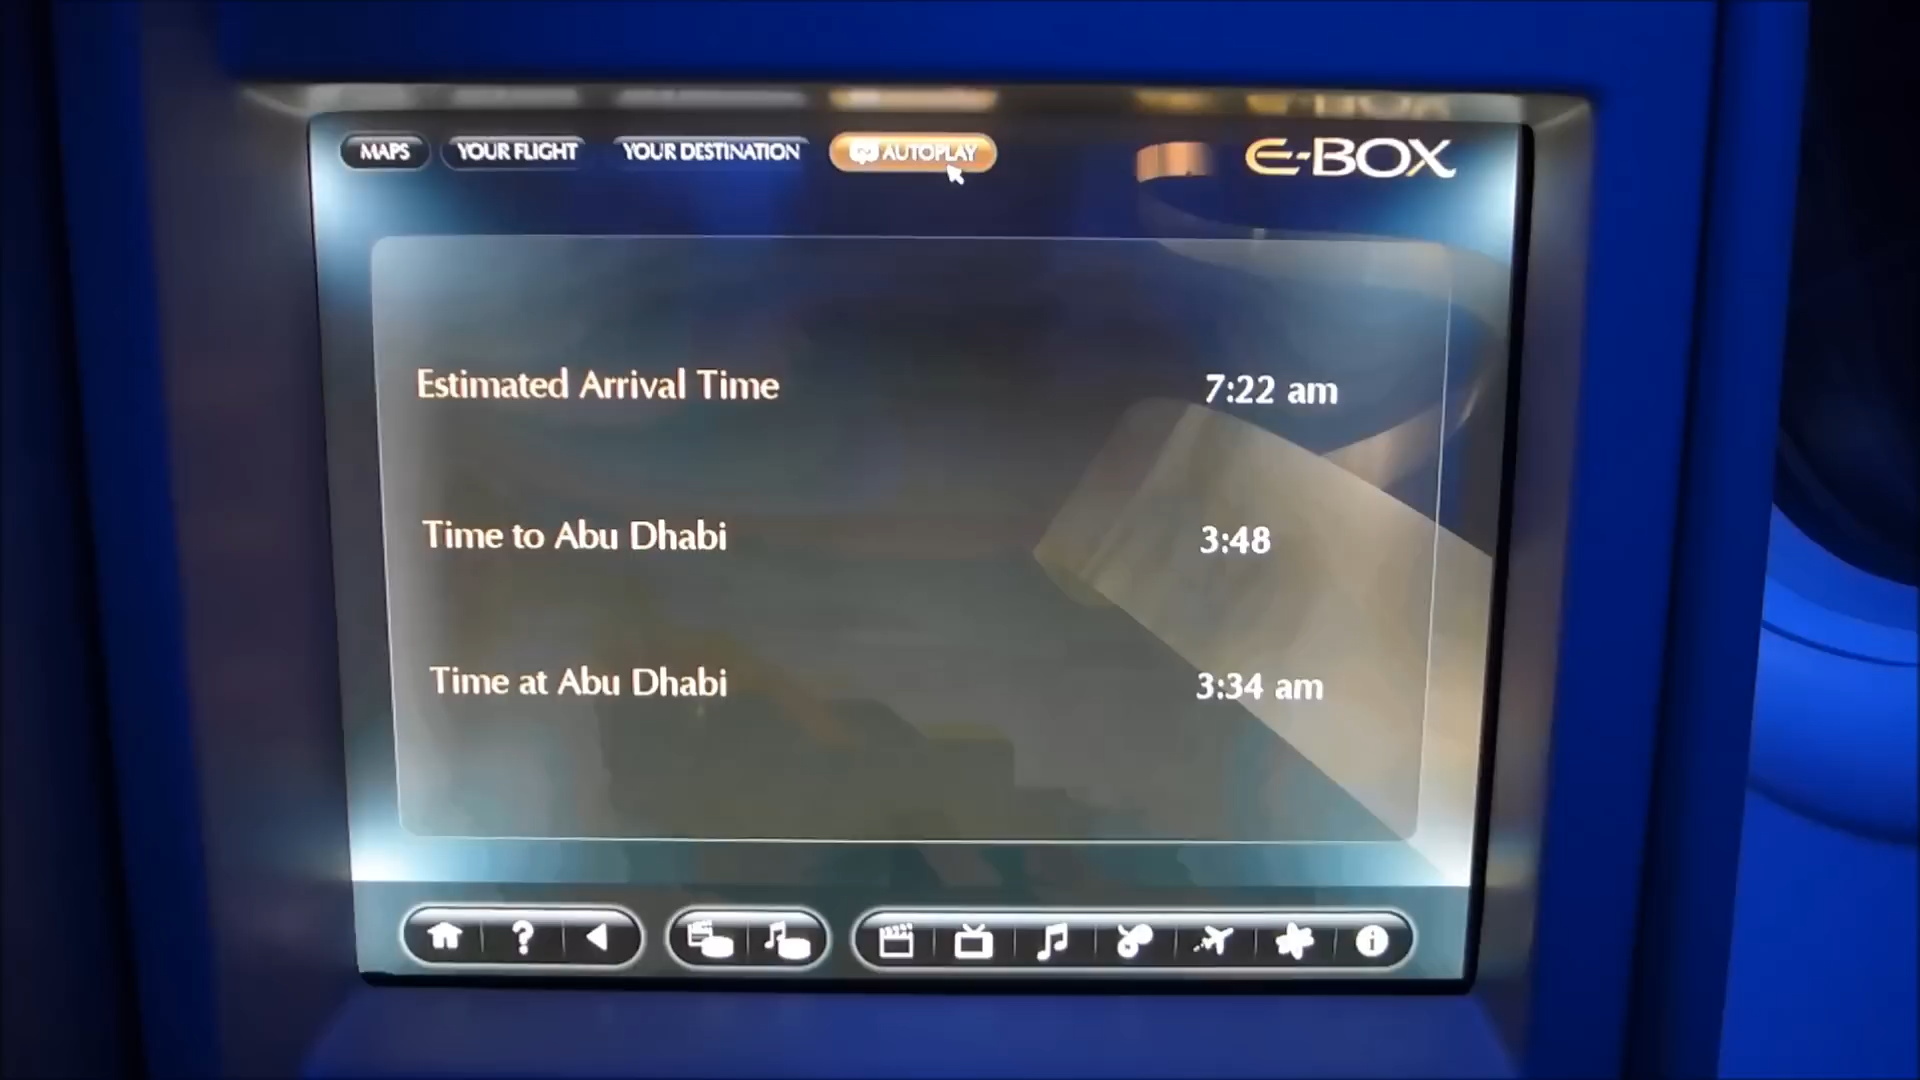 MAPS YOUR FLIGHT YOUR DESTINATION AUTOPLAY E-BOX
Estimated Arrival Time 7:22 am
Time to Abu Dhabi 3:48
Time at Abu Dhabi 3:34 am
?
i